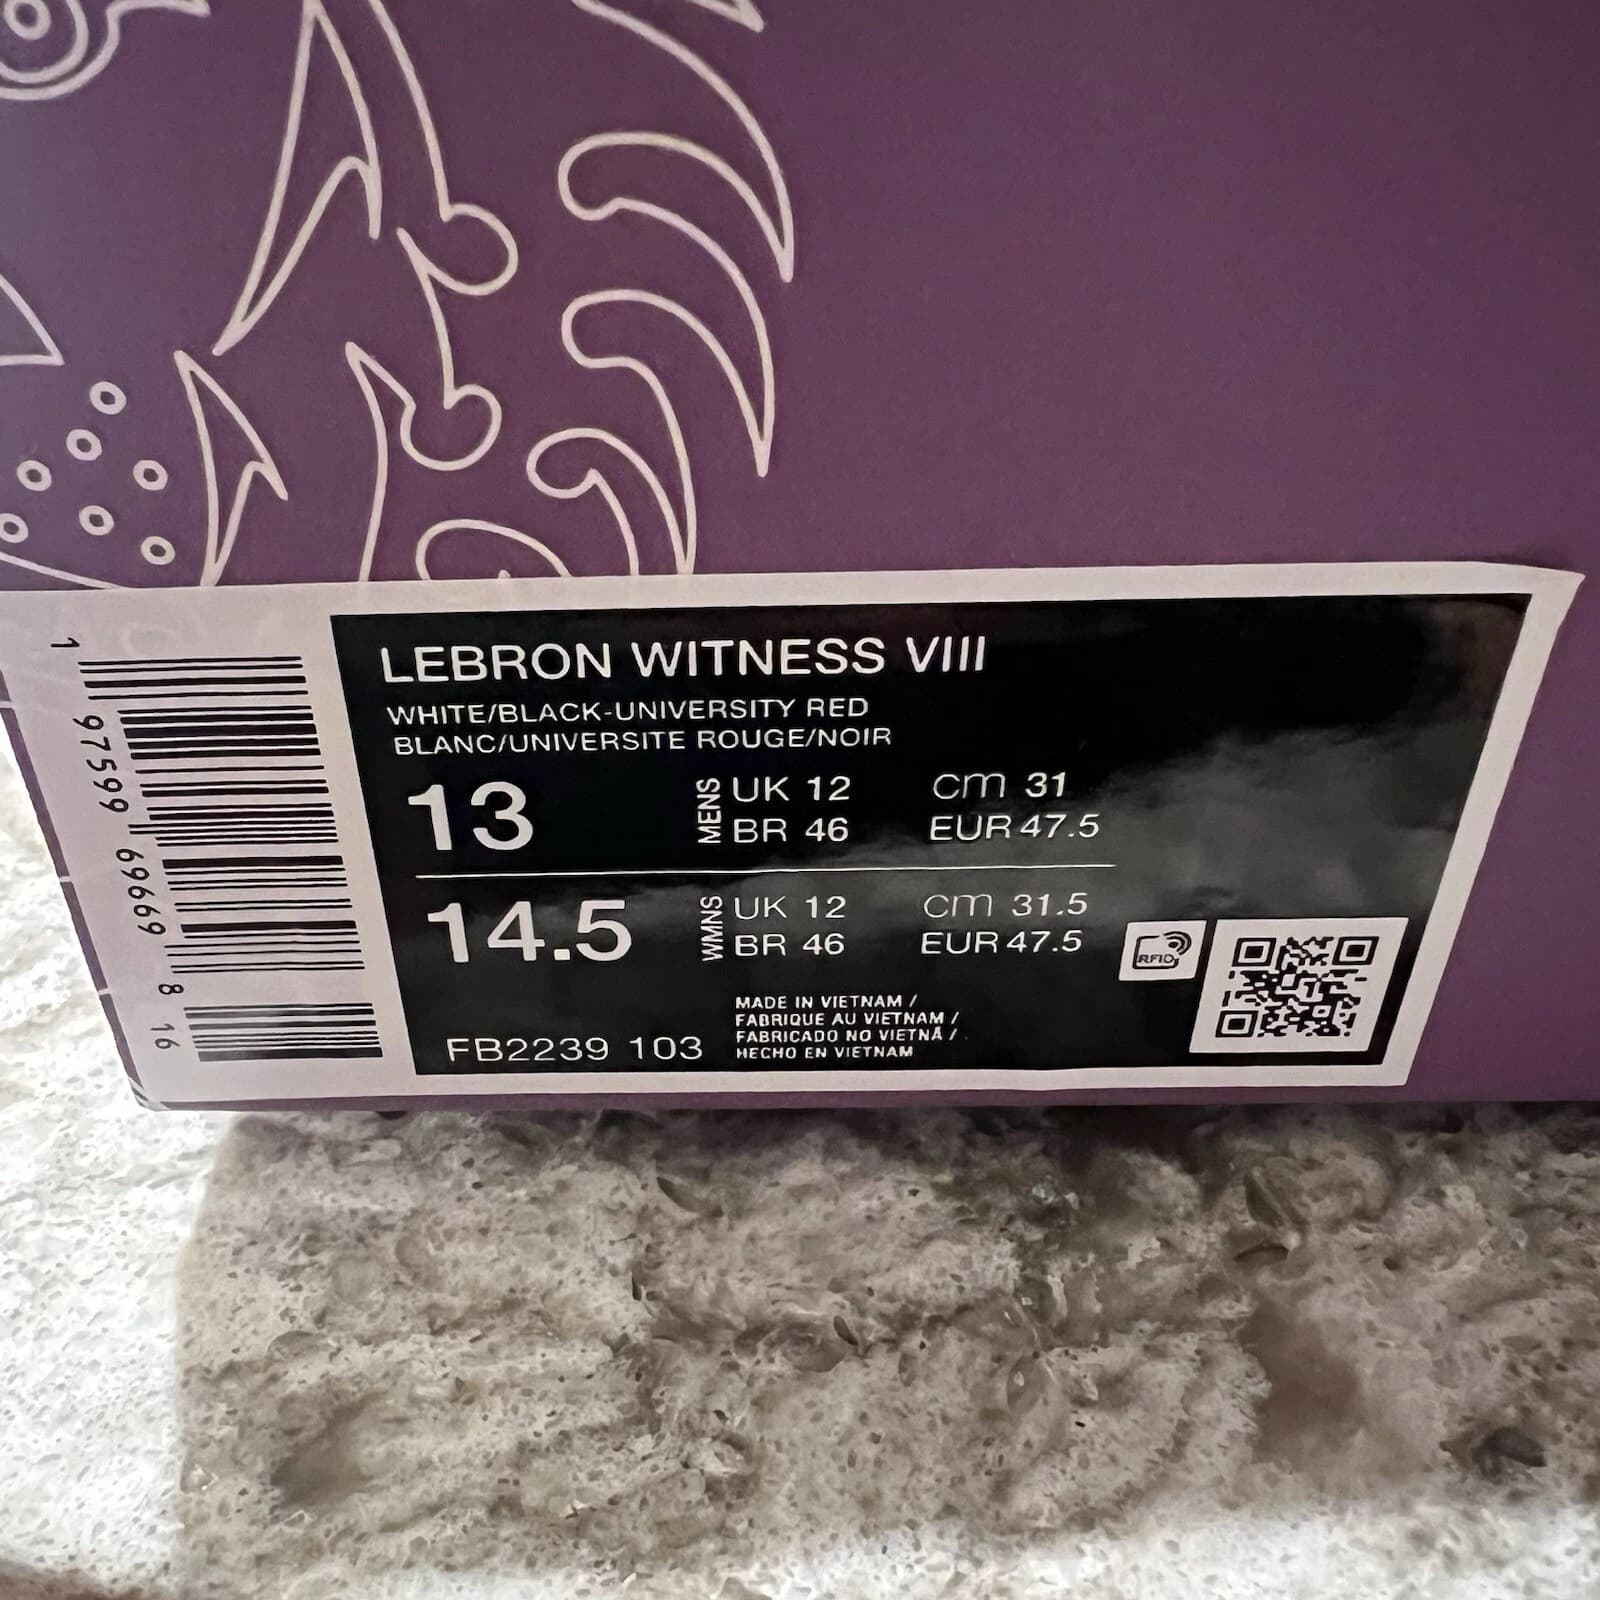 LEBRON WITNESS VIII
WHITE/BLACK-UNIVERSITY RED
BLANC/UNIVERSITE ROUGE/NOIR
13
MENS
UK 12
cm 31
BR 46
EUR 47.5
14.5
WMNS
UK 12
cm 31.5
BR 46
EUR 47.5
RFID
FB2239 103
MADE IN VIETNAM /
FABRIQUE AU VIETNAM /
FABRICADO NO VIETNÃ /
HECHO EN VIETNAM
1 97599 69669 8 16